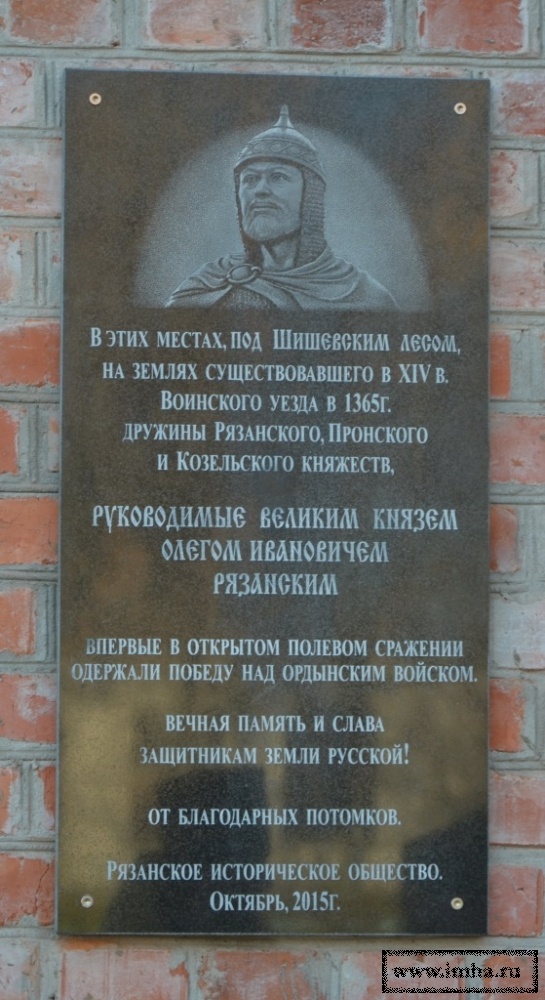 В этих местах, под Шишевским лесом,
на землях существовавшего в XIV в.
Воинского уезда в 1365г.
дружины Рязанского, Пронского
и Козельского княжеств,
руководимые великим князем
Олегом Ивановичем
Рязанским
впервые в открытом полевом сражении
одержали победу над ордынским войском.
вечная память и слава
защитникам земли русской!
от благодарных потомков.
Рязанское историческое общество.
Октябрь, 2015г.
www.imha.ru